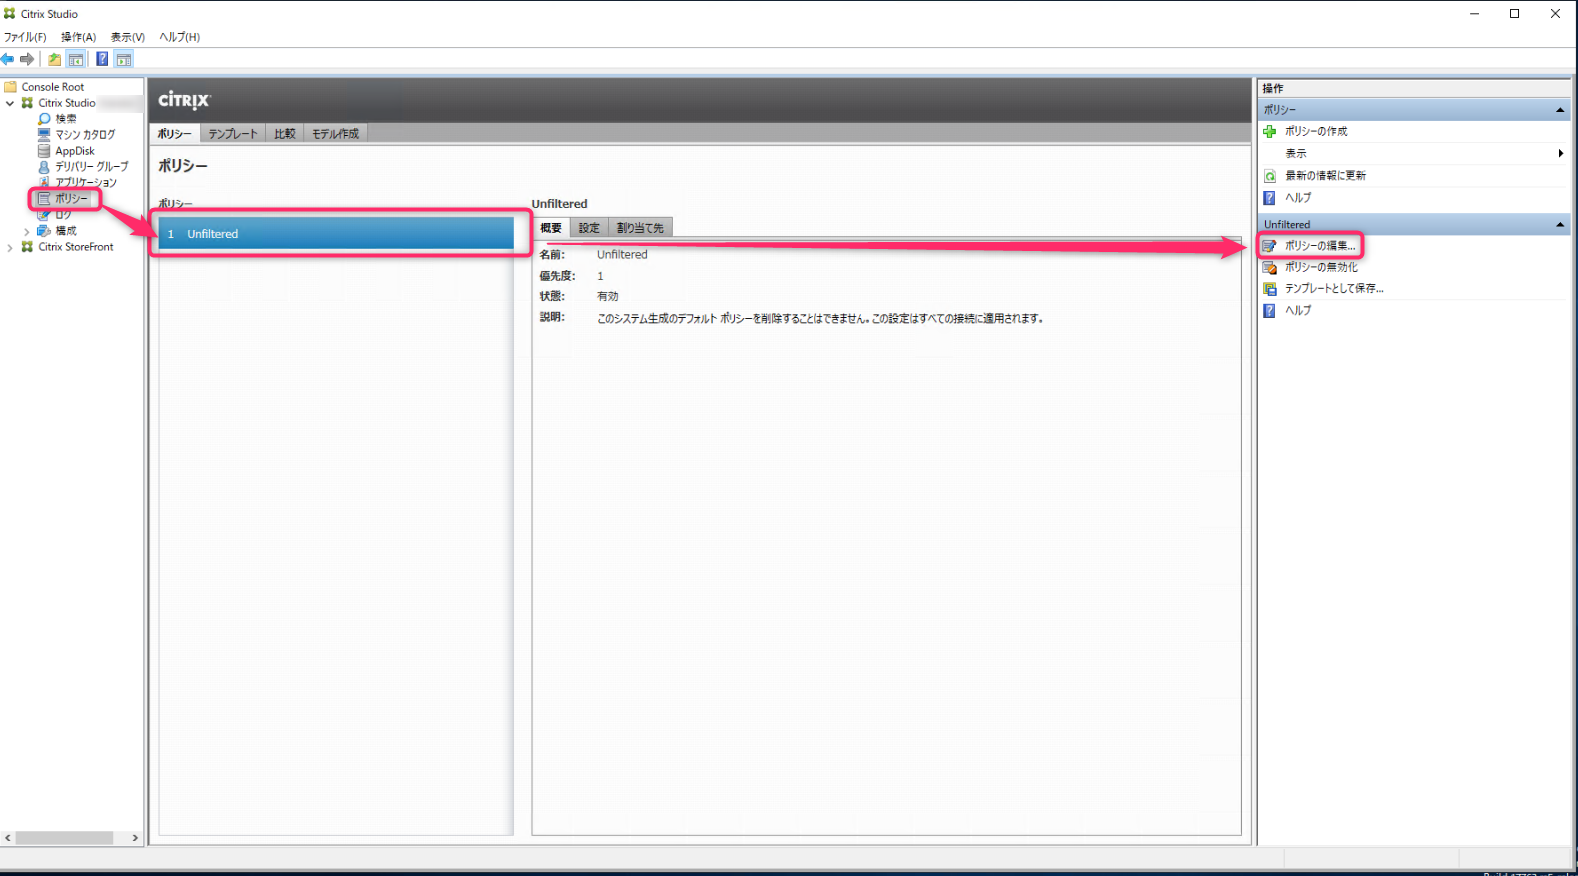 Citrix Studio
ファイル(F) 操作(A) 表示(V) ヘルプ(H)
Console Root
Citrix Studio
検索
マシン カタログ
AppDisk
デリバリー グループ
アプリケーション
ポリシー
ログ
構成
Citrix StoreFront
CİTRIX
ポリシー テンプレート 比較 モデル作成
ポリシー
ポリシー
1 Unfiltered
Unfiltered
概要 設定 割り当て先
名前: Unfiltered
優先度: 1
状態: 有効
説明: このシステム生成のデフォルト ポリシーを削除することはできません。この設定はすべての接続に適用されます。
操作
ポリシー
ポリシーの作成
表示
最新の情報に更新
ヘルプ
Unfiltered
ポリシーの編集...
ポリシーの無効化
テンプレートとして保存...
ヘルプ